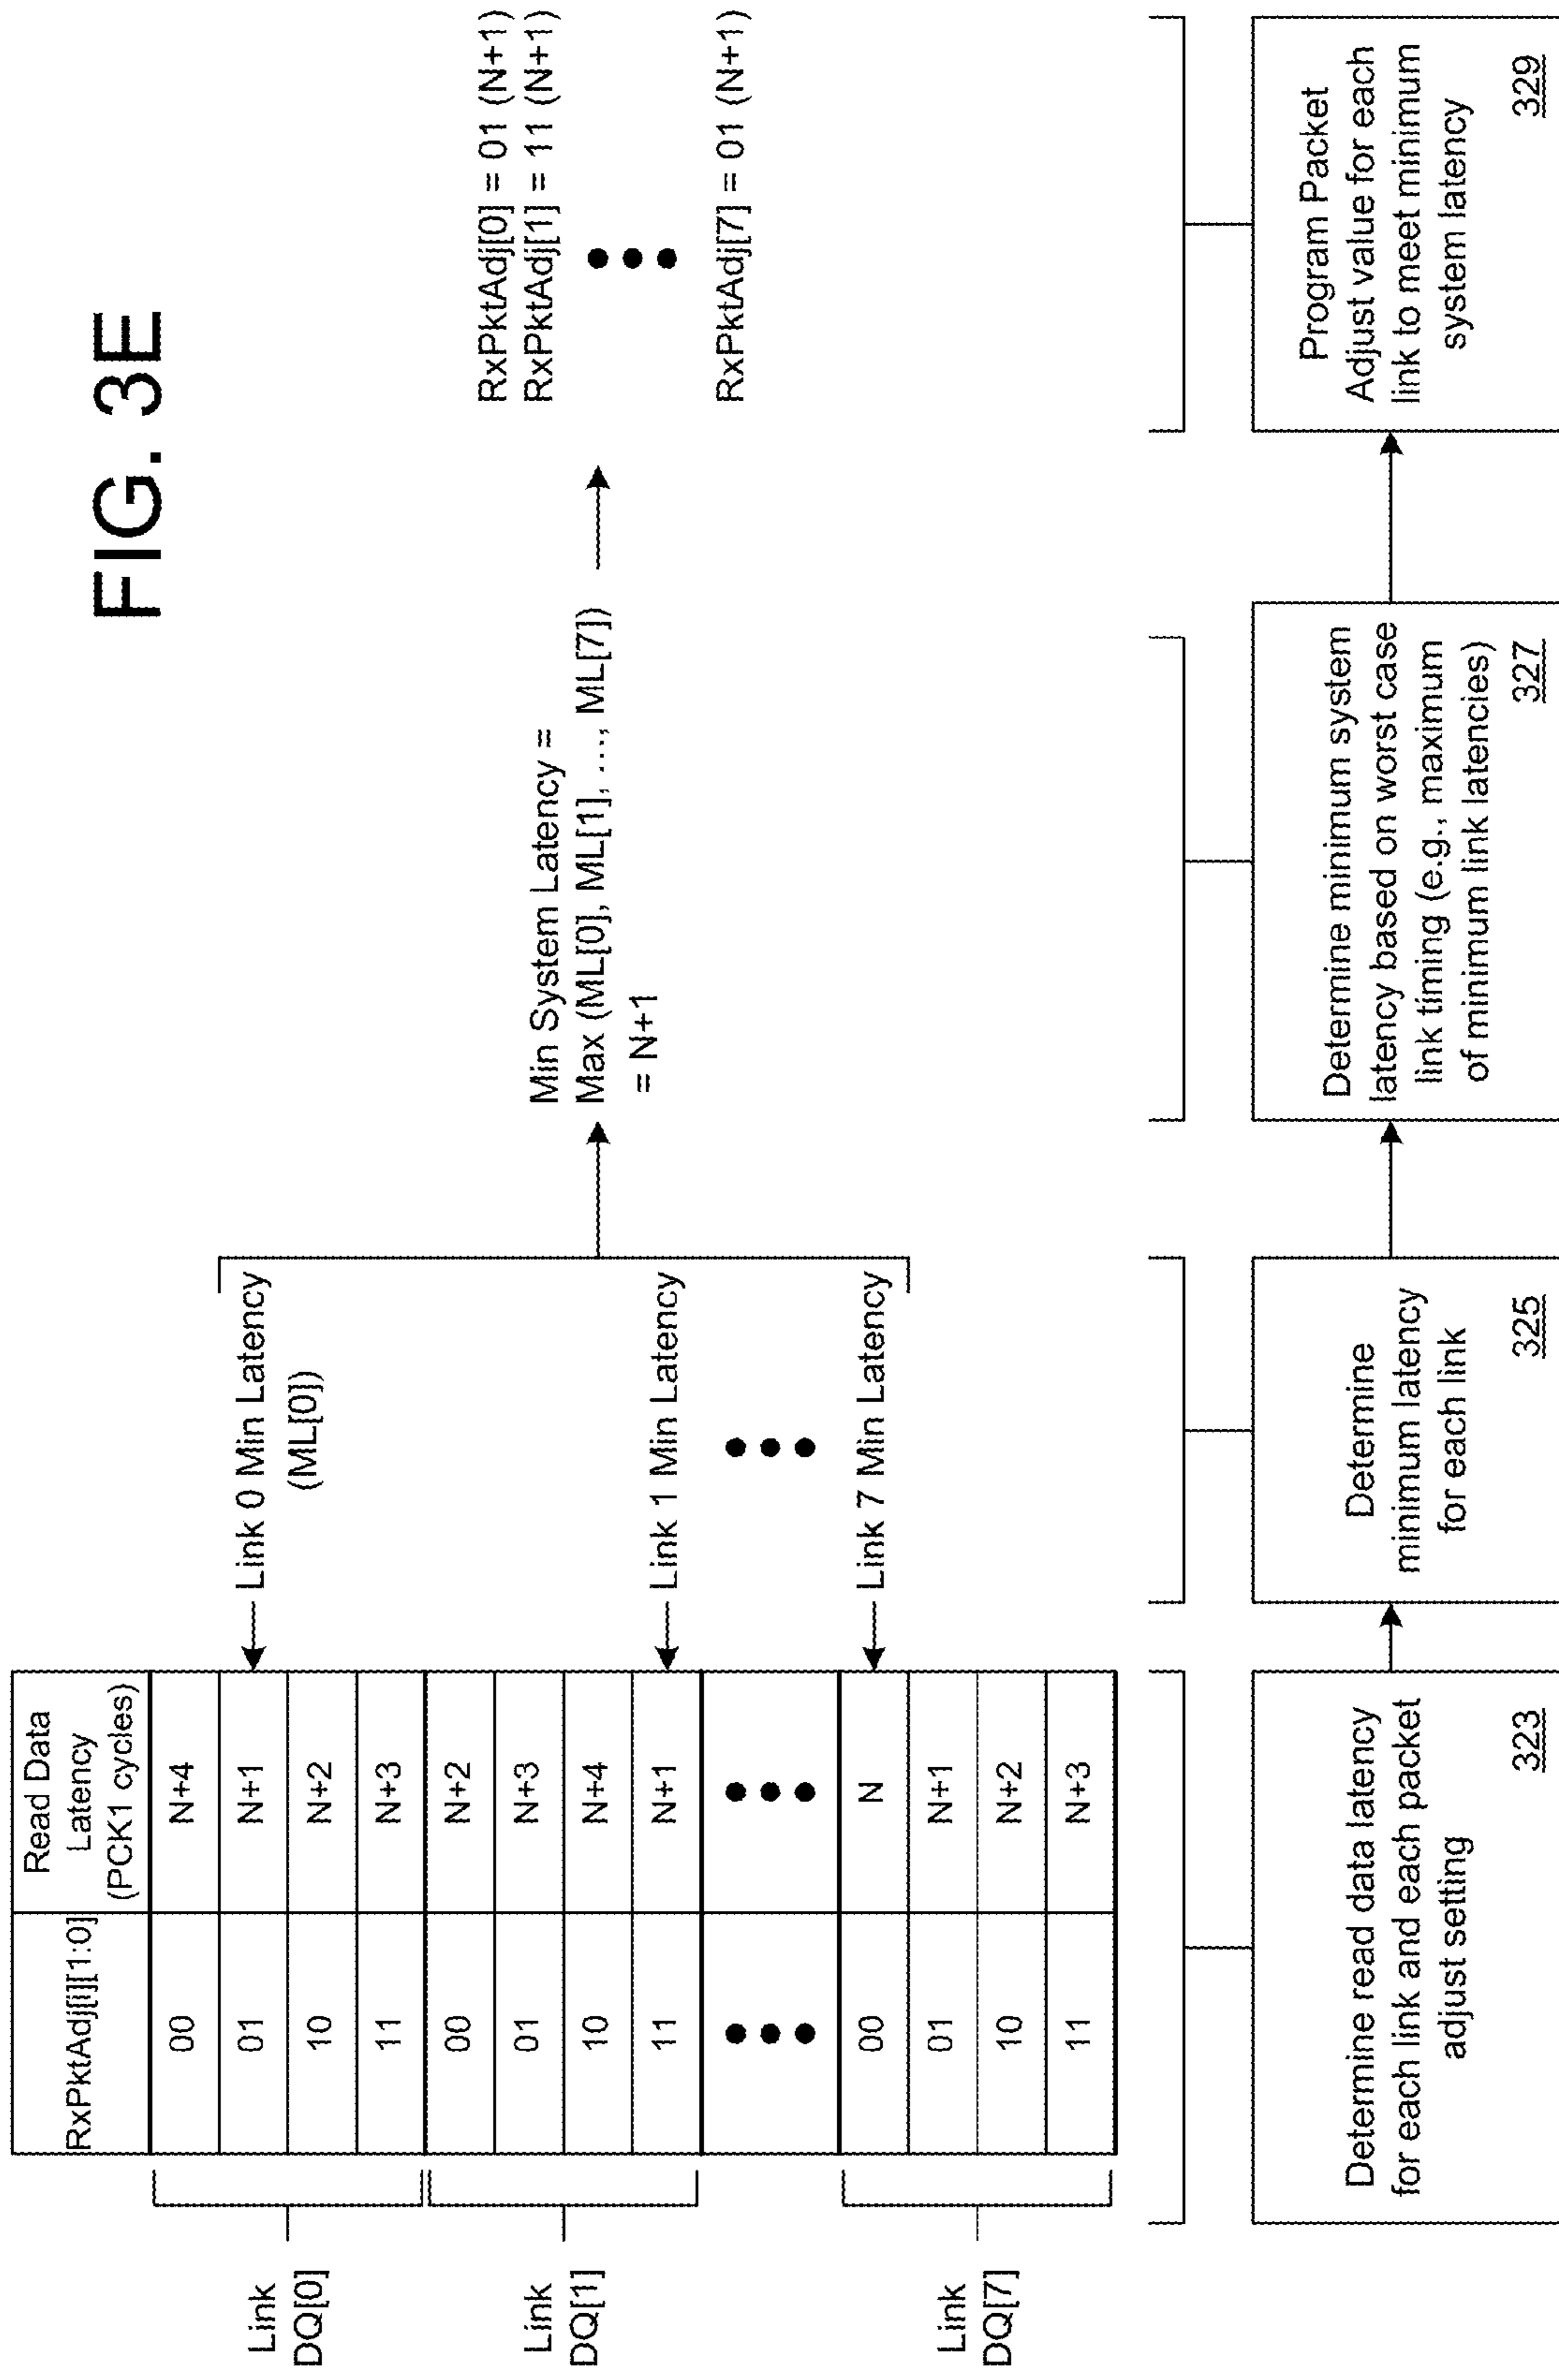 FIG. 3E
RxPktAdj[i][1:0]
Read Data
Latency
(PCK1 cycles)
Link
DQ[0]
00 N+4
01 N+1
10 N+2
11 N+3
Link
DQ[1]
00 N+2
01 N+3
10 N+4
11 N+1
Link
DQ[7]
00 N
01 N+1
10 N+2
11 N+3
Link 0 Min Latency
(ML[0])
Link 1 Min Latency
Link 7 Min Latency
Min System Latency =
Max (ML[0], ML[1], ..., ML[7])
= N+1
RxPktAdj[0] = 01 (N+1)
RxPktAdj[1] = 11 (N+1)
RxPktAdj[7] = 01 (N+1)
Determine read data latency
for each link and each packet
adjust setting
323
Determine
minimum latency
for each link
325
Determine minimum system
latency based on worst case
link timing (e.g., maximum
of minimum link latencies)
327
Program Packet
Adjust value for each
link to meet minimum
system latency
329